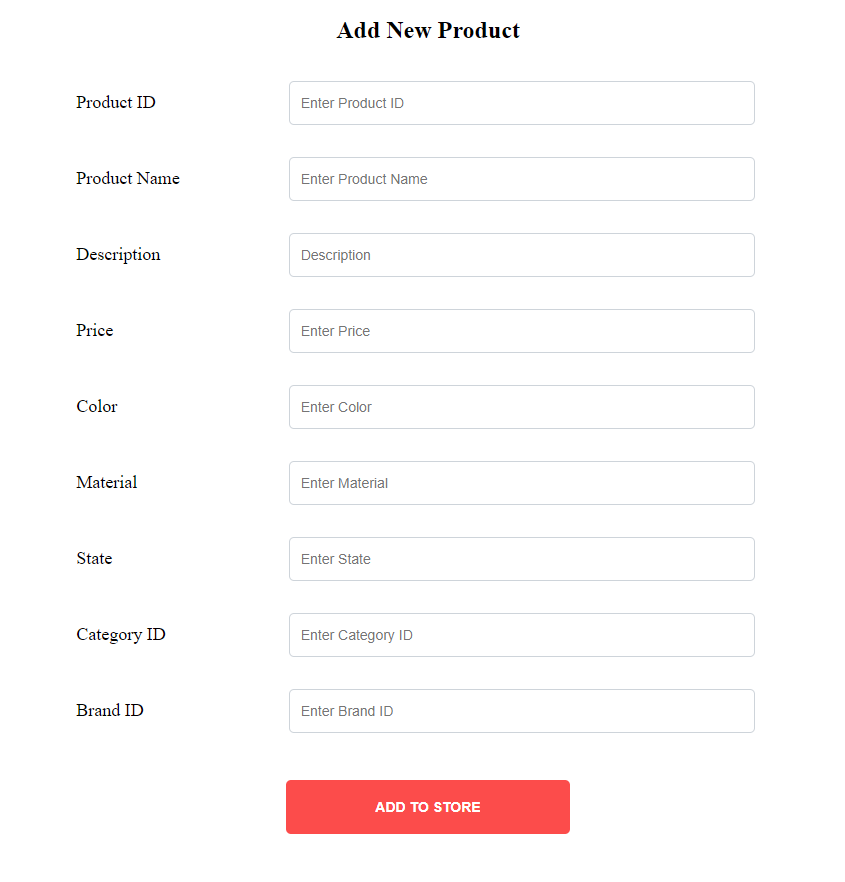 Add New Product
Product ID Enter Product ID
Product Name Enter Product Name
Description Description
Price Enter Price
Color Enter Color
Material Enter Material
State Enter State
Category ID Enter Category ID
Brand ID Enter Brand ID
ADD TO STORE